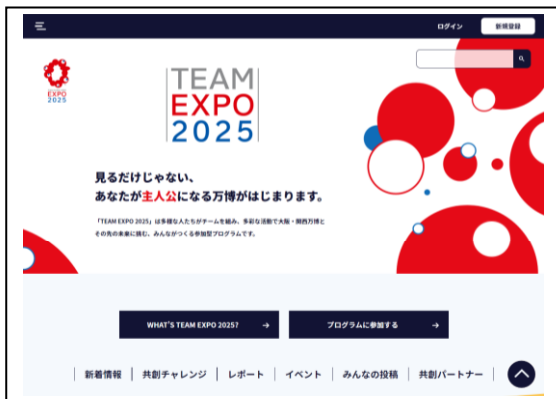 ログイン
新規登録
EXPO
2025
TEAM
EXPO
2025
見るだけじゃない、
あなたが主人公になる万博がはじまります。
「TEAM EXPO 2025」は多様な人たちがチームを組み、多彩な活動で大阪・関西万博と
その先の未来に挑む、みんながつくる参加型プログラムです。
WHAT'S TEAM EXPO 2025? →
プログラムに参加する →
新着情報 | 共創チャレンジ | レポート | イベント | みんなの投稿 | 共創パートナー